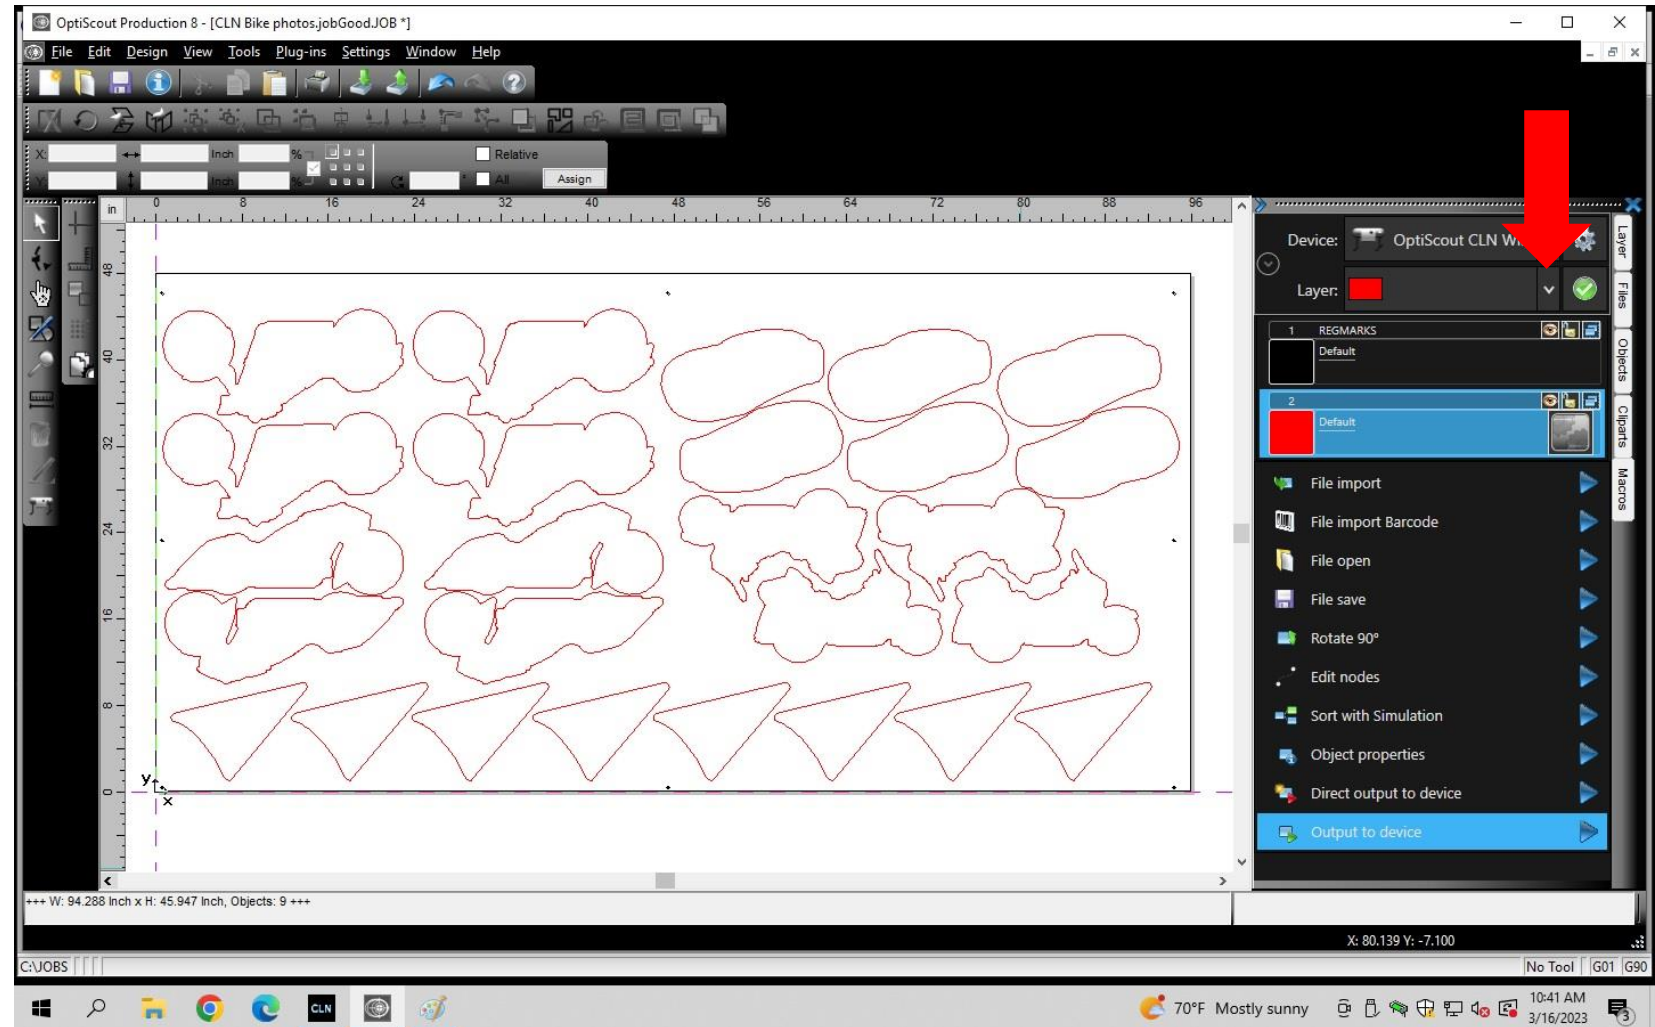 OptiScout Production 8 - [CLN Bike photos.jobGood.JOB *]
File Edit Design View Tools Plug-ins Settings Window Help
X: Inch % Relative
Y: Inch % ° All Assign
in 0 8 16 24 32 40 48 56 64 72 80 88 96
48
40
32
24
16
8
0
Y
X
Device: OptiScout CLN
Layer:
1 REGMARKS
Default
2
Default
File import
File import Barcode
File open
File save
Rotate 90°
Edit nodes
Sort with Simulation
Object properties
Direct output to device
Output to device
Layer
Files
Objects
Cliparts
Macros
+++ W: 94.288 Inch x H: 45.947 Inch, Objects: 9 +++
X: 80.139 Y: -7.100
C:\JOBS No Tool G01 G90
CLN 70°F Mostly sunny 10:41 AM
3/16/2023 3